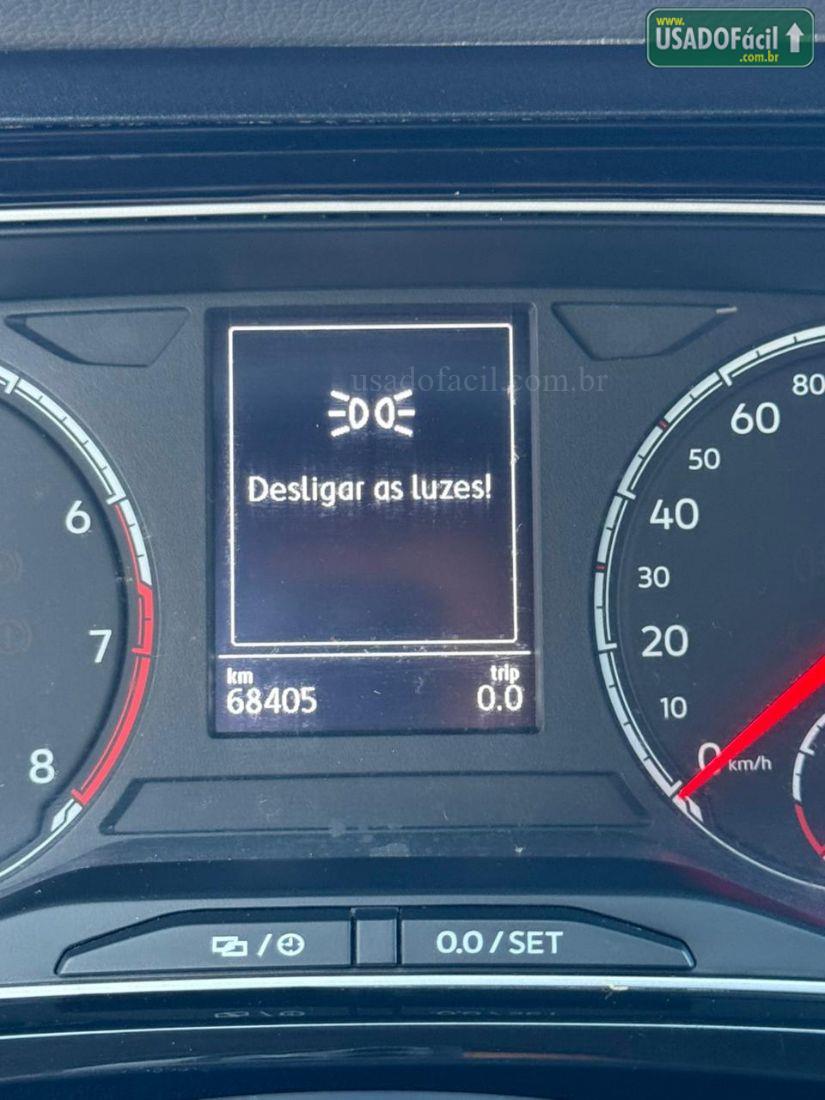 www.
USADOFácil
.com.br
usadofacil.com.br
Desligar as luzes!
km
trip
68405
0.0
6
7
8
80
60
50
40
30
20
10
0 km/h
/
0.0 / SET